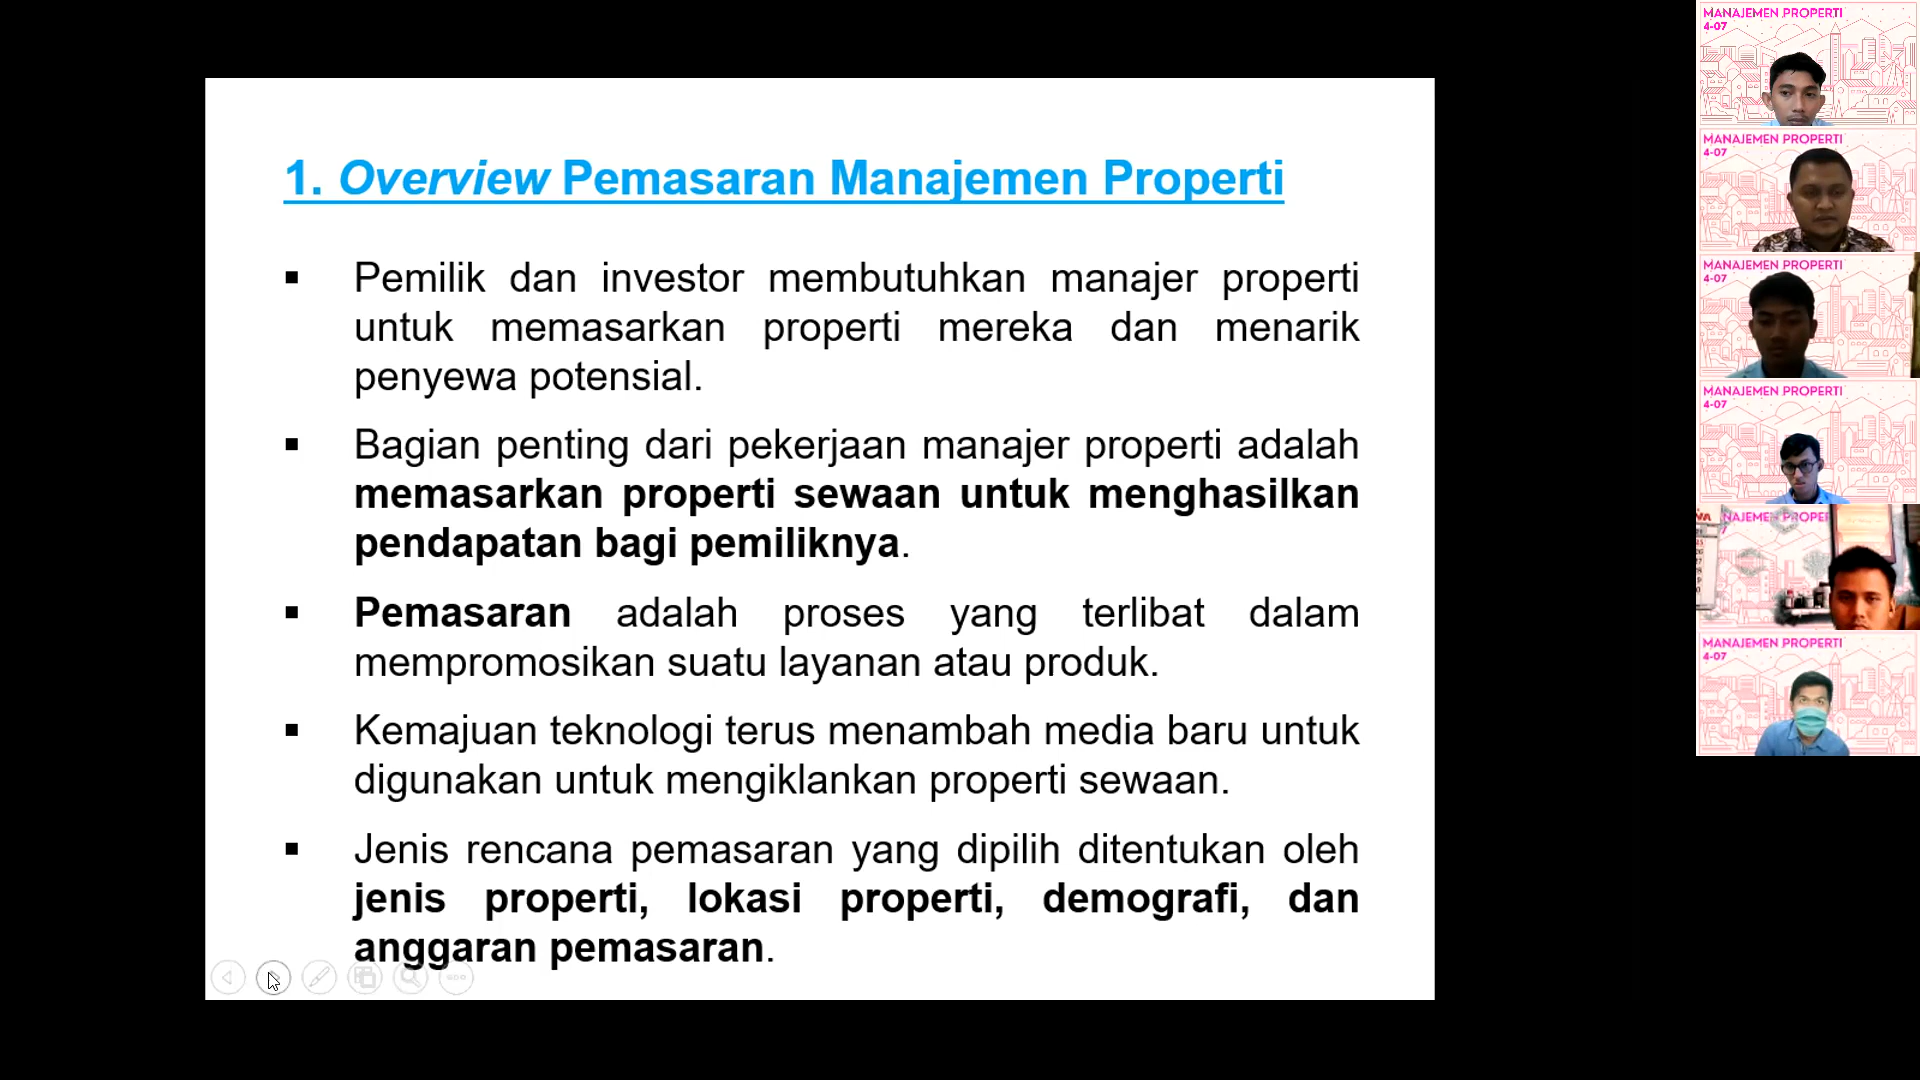 1. Overview Pemasaran Manajemen Properti
▪ Pemilik dan investor membutuhkan manajer properti
untuk memasarkan properti mereka dan menarik
penyewa potensial.
▪ Bagian penting dari pekerjaan manajer properti adalah
memasarkan properti sewaan untuk menghasilkan
pendapatan bagi pemiliknya.
▪ Pemasaran adalah proses yang terlibat dalam
mempromosikan suatu layanan atau produk.
▪ Kemajuan teknologi terus menambah media baru untuk
digunakan untuk mengiklankan properti sewaan.
▪ Jenis rencana pemasaran yang dipilih ditentukan oleh
jenis properti, lokasi properti, demografi, dan
anggaran pemasaran.
MANAJEMEN PROPERTI
4-07
MANAJEMEN PROPERTI
4-07
MANAJEMEN PROPERTI
4-07
MANAJEMEN PROPERTI
4-07
NAJEMEN PROPER
MANAJEMEN PROPERTI
4-07